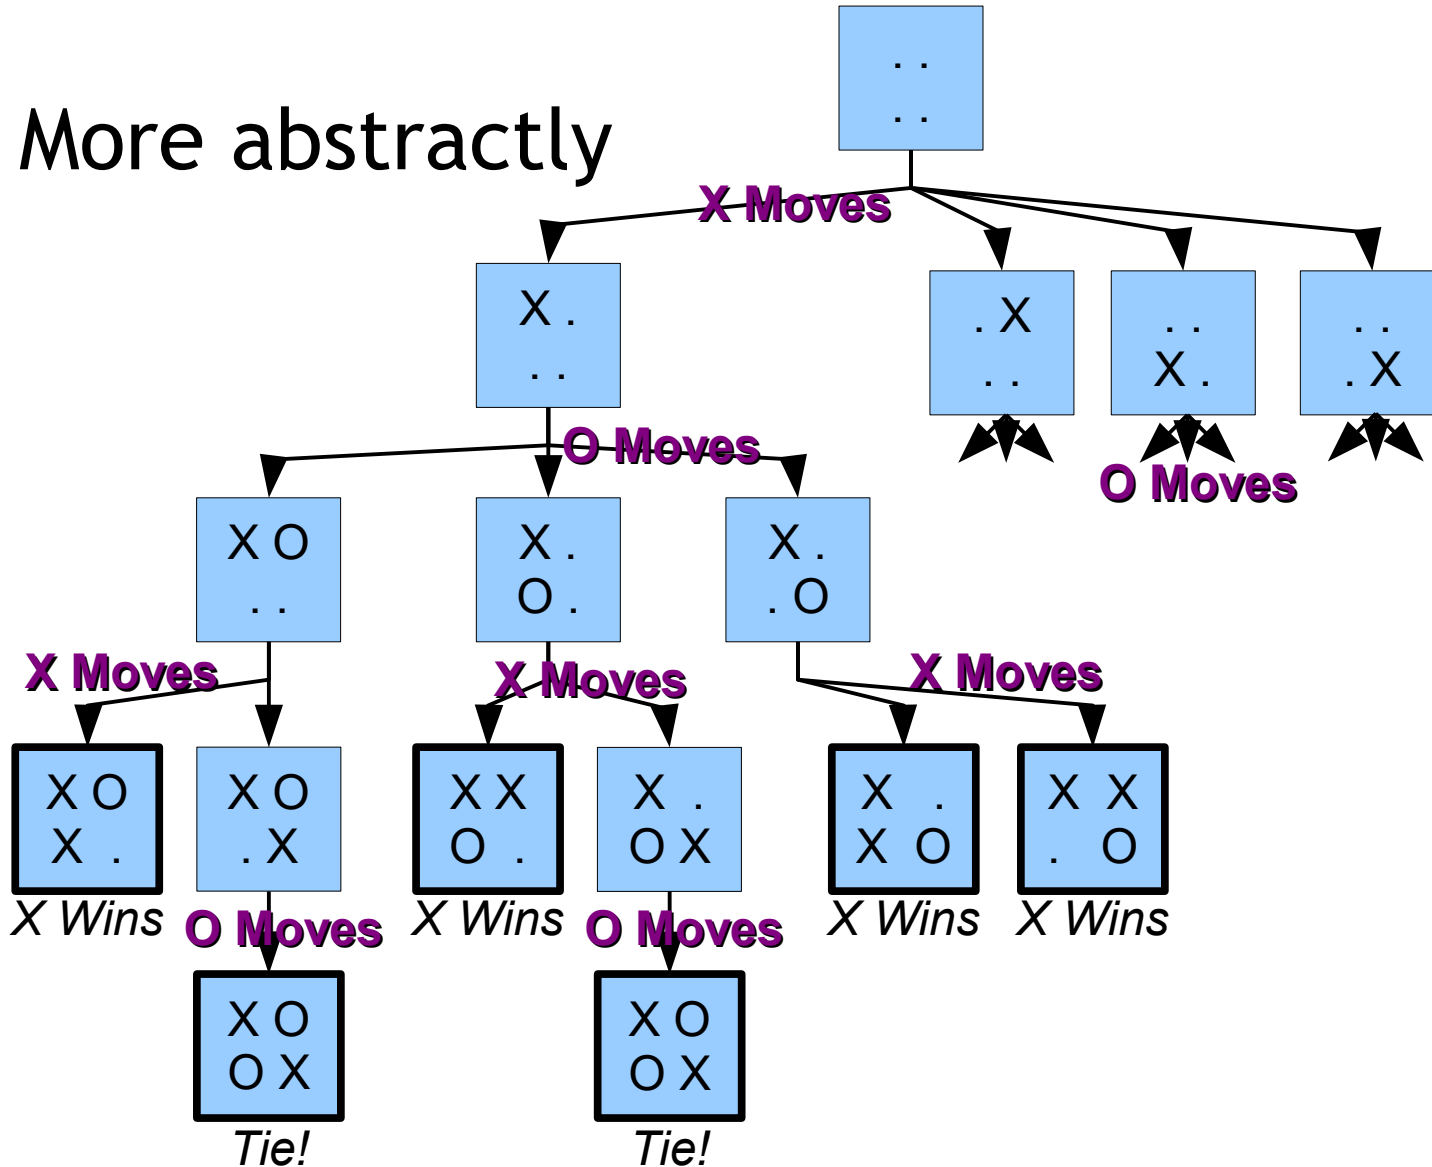 . .
. .
More abstractly
X Moves
X .
. .
. X
. .
. .
X .
. .
. X
O Moves
O Moves
X O
. .
X .
O .
X .
. O
X Moves
X Moves
X Moves
X O
X .
X O
. X
X X
O .
X .
O X
X .
X O
X X
. O
X Wins
O Moves
X Wins
O Moves
X Wins
X Wins
X O
O X
X O
O X
Tie!
Tie!